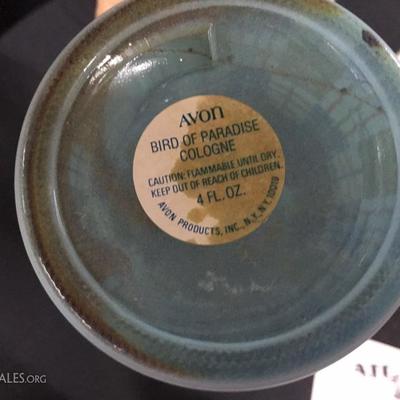 AVON
BIRD OF PARADISE
COLOGNE
CAUTION: FLAMMABLE UNTIL DRY.
KEEP OUT OF REACH OF CHILDREN.
4 FL. OZ.
AVON PRODUCTS, INC., N.Y., N.Y. 10019
ALES.ORG